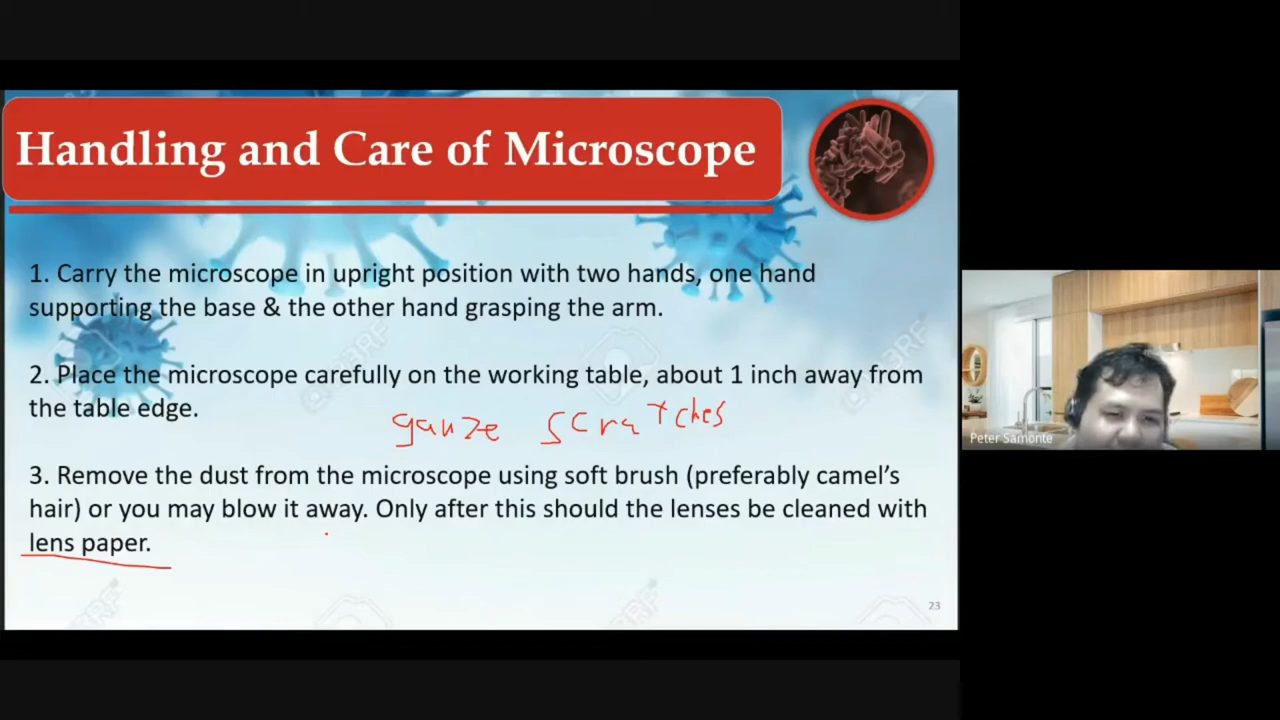 Handling and Care of Microscope
1. Carry the microscope in upright position with two hands, one hand
supporting the base & the other hand grasping the arm.
2. Place the microscope carefully on the working table, about 1 inch away from
the table edge.
gauze scratches
3. Remove the dust from the microscope using soft brush (preferably camel's
hair) or you may blow it away. Only after this should the lenses be cleaned with
lens paper.
23
Peter Samonte